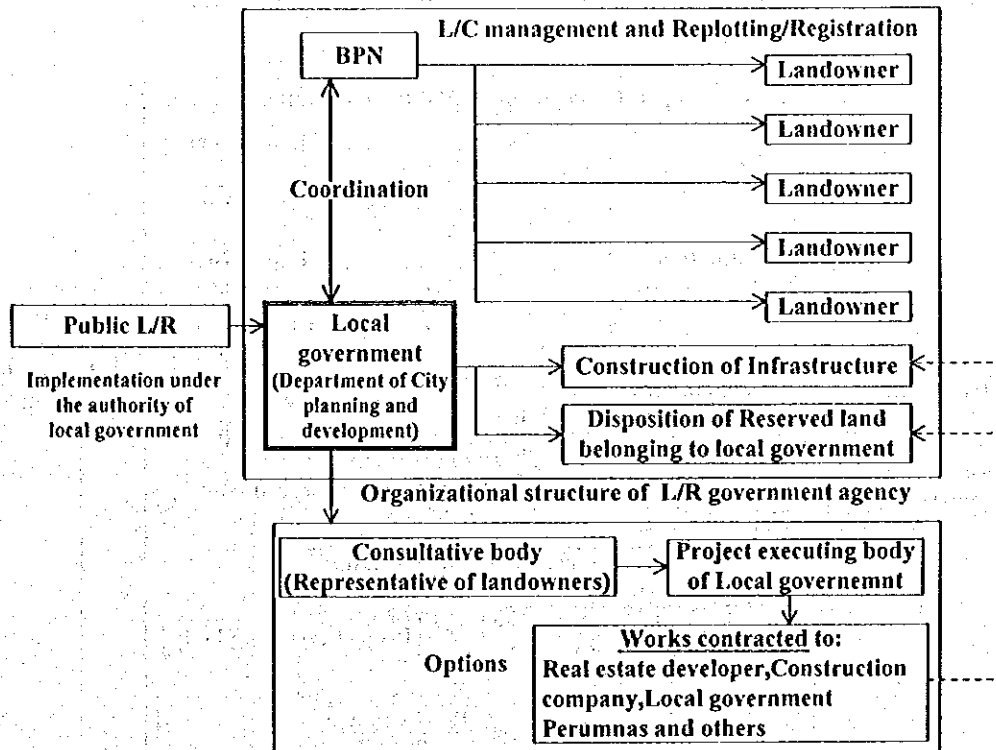 L/C management and Replotting/Registration
BPN
Landowner
Landowner
Coordination
Landowner
Landowner
Landowner
Public L/R
Implementation under
the authority of
local government
Local
government
(Department of City
planning and
development)
Construction of Infrastructure
Disposition of Reserved land
belonging to local government
Organizational structure of L/R government agency
Consultative body
(Representative of landowners)
Project executing body
of Local governemnt
Options
Works contracted to:
Real estate developer,Construction
company,Local government
Perumnas and others